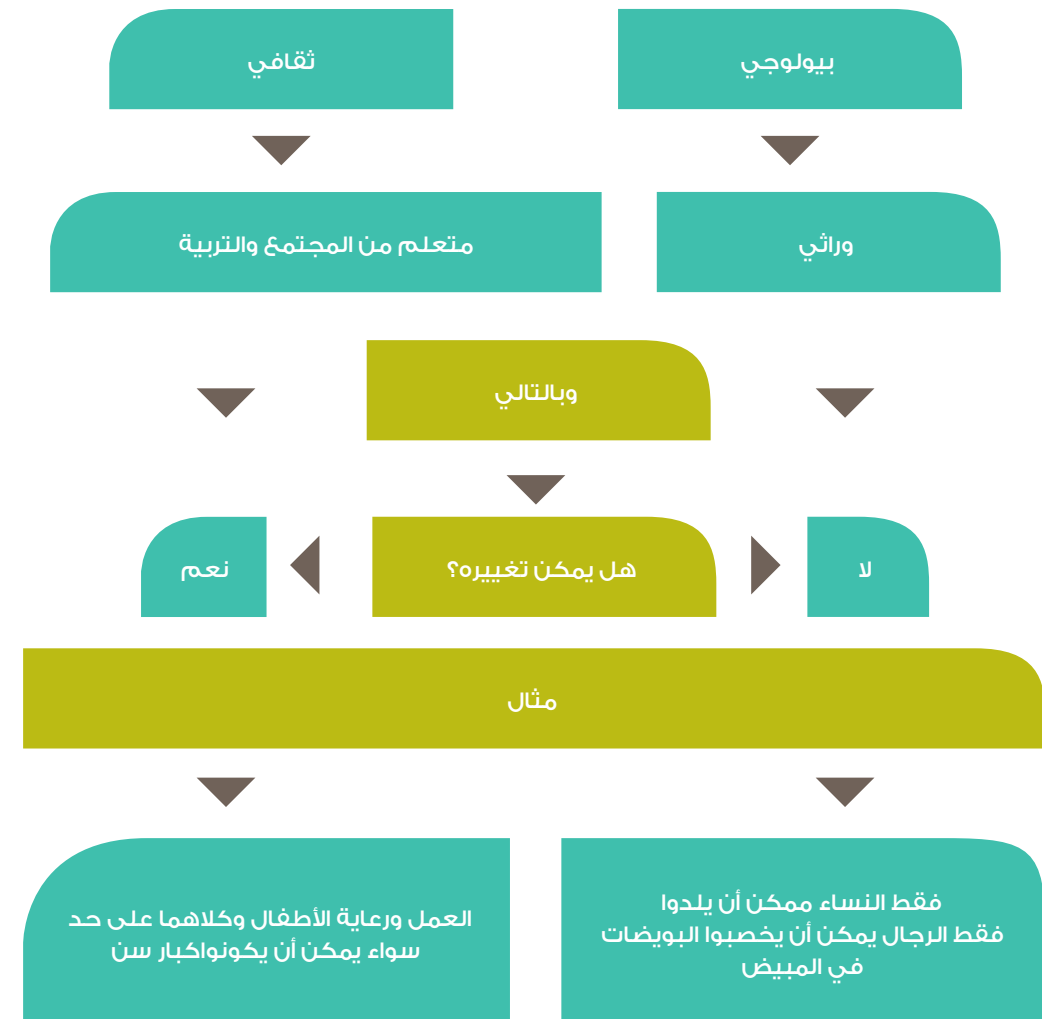 بيولوجي
ثقافي
وراثي
متعلم من المجتمع والتربية
وبالتالي
لا
هل يمكن تغييره؟
نعم
مثال
فقط النساء ممكن أن يلدوا
فقط الرجال يمكن أن يخصبوا البويضات
في المبيض
العمل ورعاية الأطفال وكلاهما على حد
سواء يمكن أن يكونواكبار سن